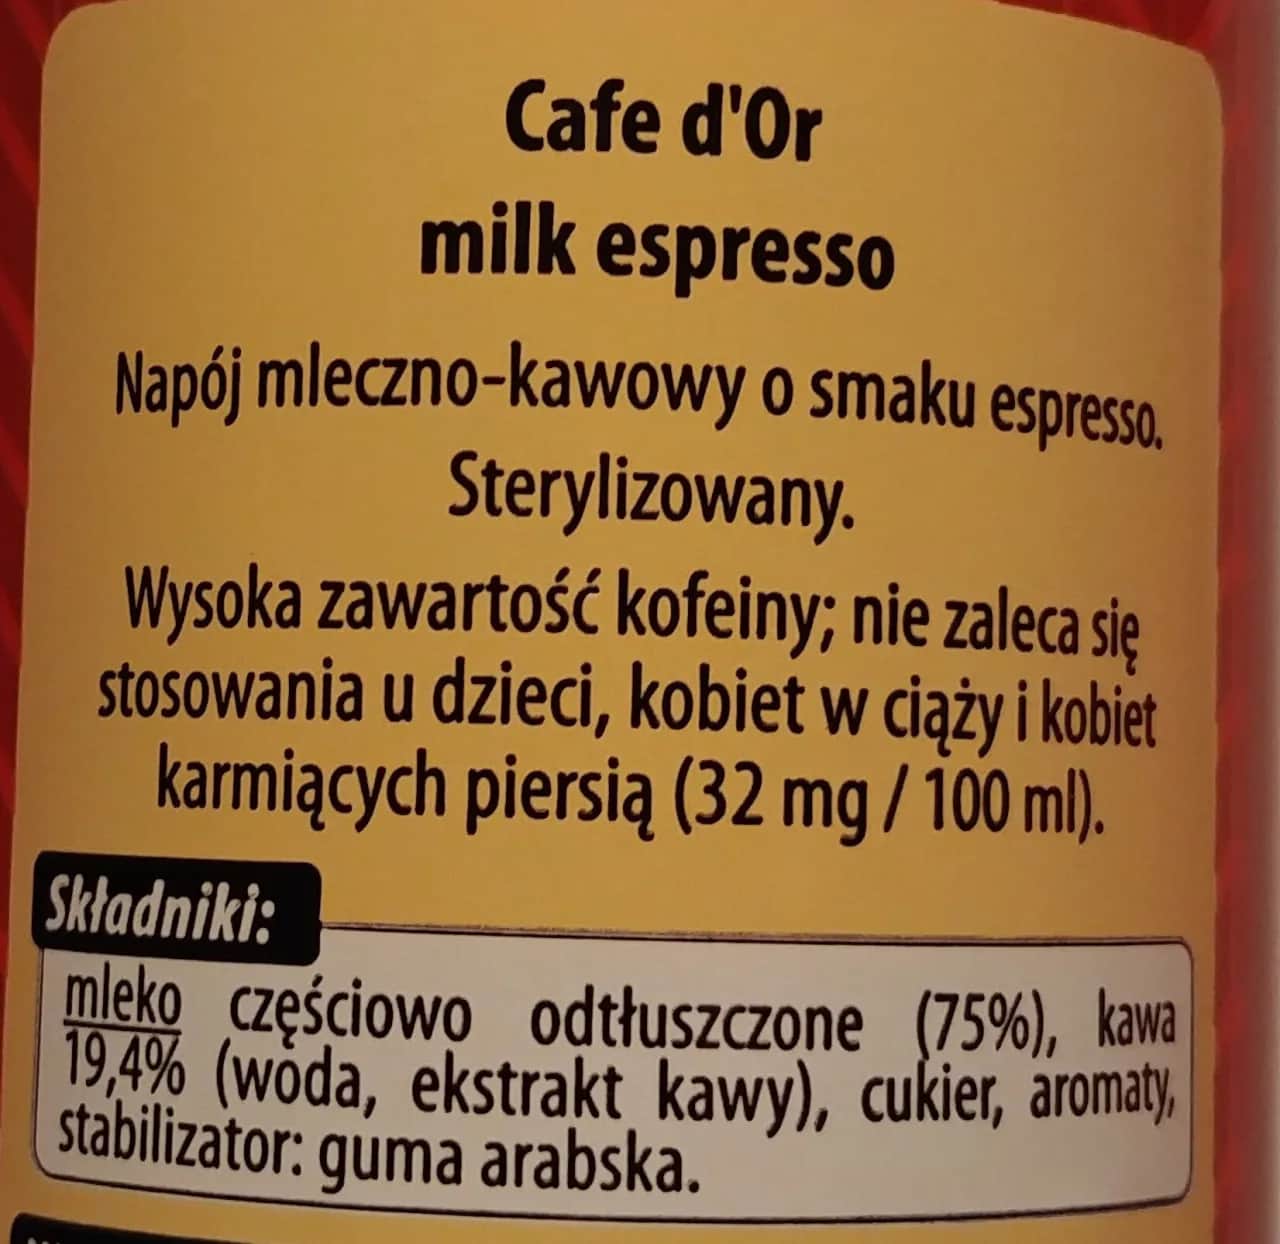 Cafe d'Or
milk espresso
Napój mleczno-kawowy o smaku espresso.
Sterylizowany.
Wysoka zawartość kofeiny; nie zaleca się
stosowania u dzieci, kobiet w ciąży i kobiet
karmiących piersią (32 mg / 100 ml).
Składniki:
mleko częściowo odtłuszczone (75%), kawa
19,4% (woda, ekstrakt kawy), cukier, aromaty,
stabilizator: guma arabska.